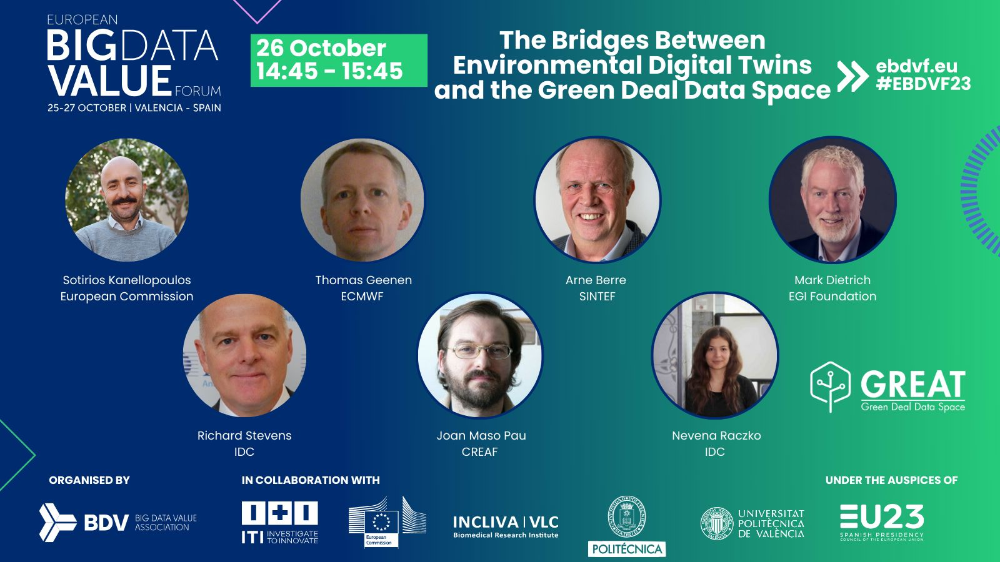 EUROPEAN
BIGDATA
VALUE FORUM
25-27 OCTOBER | VALENCIA - SPAIN
26 October
14:45 - 15:45
The Bridges Between
Environmental Digital Twins
and the Green Deal Data Space
ebdvf.eu
#EBDVF23
Sotirios Kanellopoulos
European Commission
Thomas Geenen
ECMWF
Arne Berre
SINTEF
Mark Dietrich
EGI Foundation
Richard Stevens
IDC
Joan Maso Pau
CREAF
Nevena Raczko
IDC
GREAT
Green Deal Data Space
ORGANISED BY
BDV BIG DATA VALUE
ASSOCIATION
IN COLLABORATION WITH
ITI INVESTIGATE
TO INNOVATE
European
Commission
INCLIVA | VLC
Biomedical Research Institute
UNIVERSIDAD POLITÉCNICA
MADRID
POLITÉCNICA
UNIVERSITAT
POLITÈCNICA
DE VALÈNCIA
UNDER THE AUSPICES OF
EU23
SPANISH PRESIDENCY
COUNCIL OF THE EUROPEAN UNION